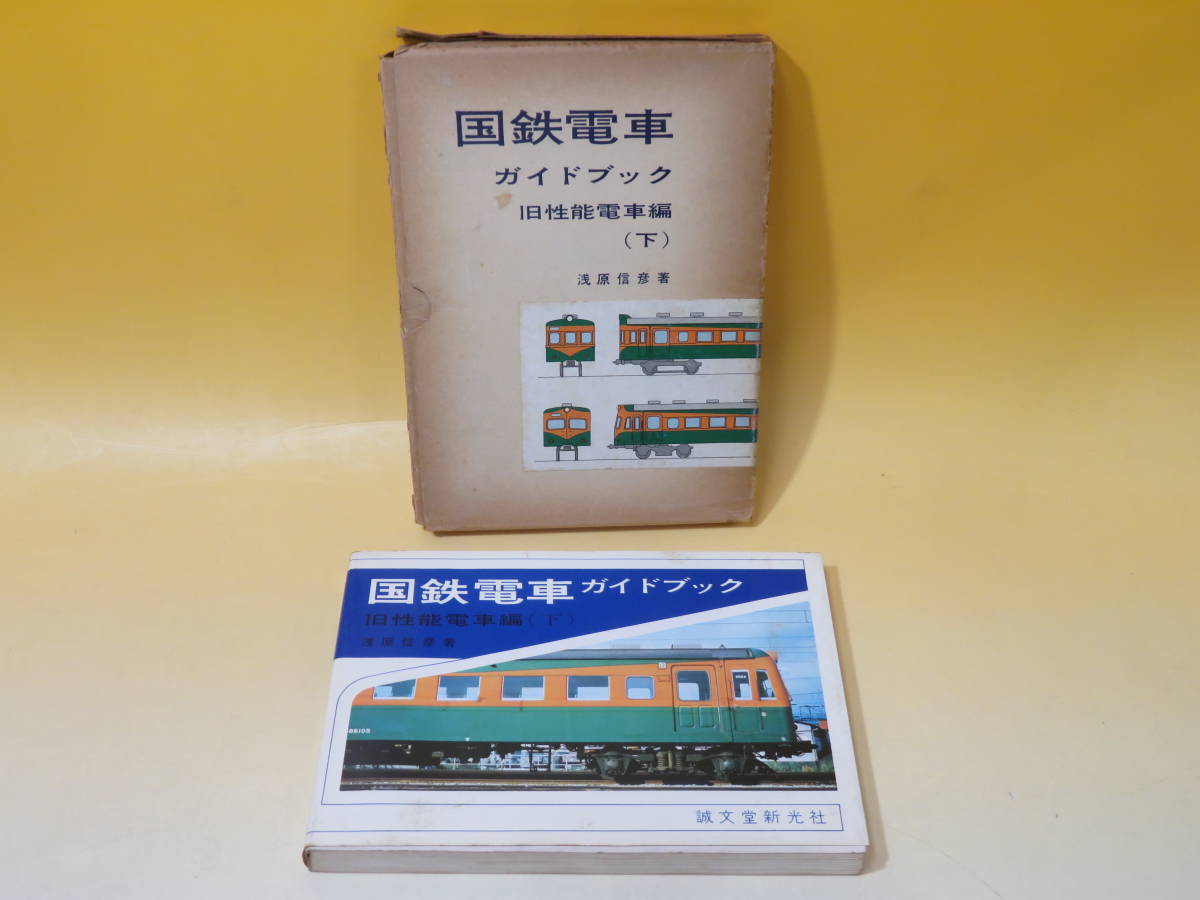 国鉄電車
ガイドブック
旧性能電車編
（下）
浅原信彦著
国鉄電車ガイドブック
旧性能電車編（下）
浅原信彦著
86105
誠文堂新光社